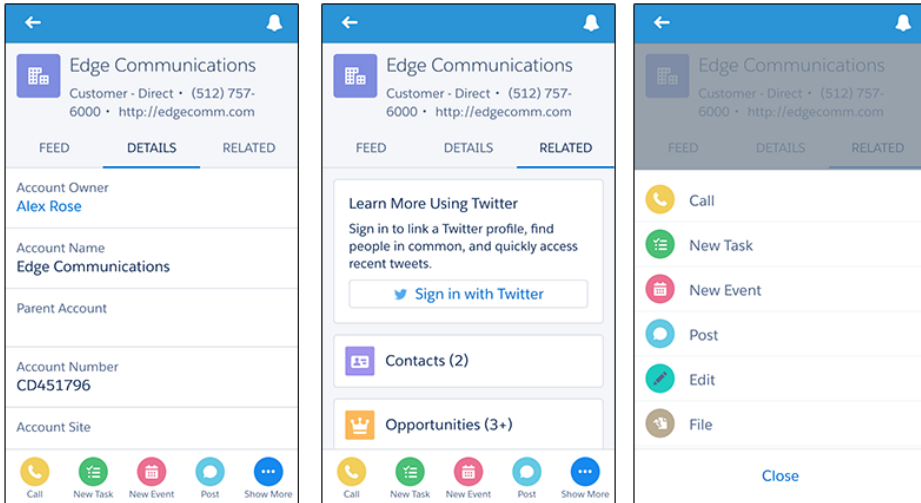 Edge Communications
Customer - Direct • (512) 757-
6000 • http://edgecomm.com
FEED DETAILS RELATED
Account Owner
Alex Rose
Account Name
Edge Communications
Parent Account
Account Number
CD451796
Account Site
Call New Task New Event Post Show More
Edge Communications
Customer - Direct • (512) 757-
6000 • http://edgecomm.com
FEED DETAILS RELATED
Learn More Using Twitter
Sign in to link a Twitter profile, find
people in common, and quickly access
recent tweets.
Sign in with Twitter
Contacts (2)
Opportunities (3+)
Call New Task New Event Post Show More
Edge Communications
Customer - Direct • (512) 757-
6000 • http://edgecomm.com
FEED DETAILS RELATED
Call
New Task
New Event
Post
Edit
File
Close